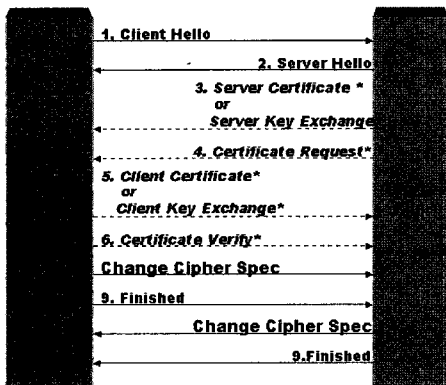 1. Client Hello
2. Server Hello
3. Server Certificate *
or
Server Key Exchange
4. Certificate Request*
5. Client Certificate*
or
Client Key Exchange*
6. Certificate Verify*
Change Cipher Spec
9. Finished
Change Cipher Spec
9.Finished